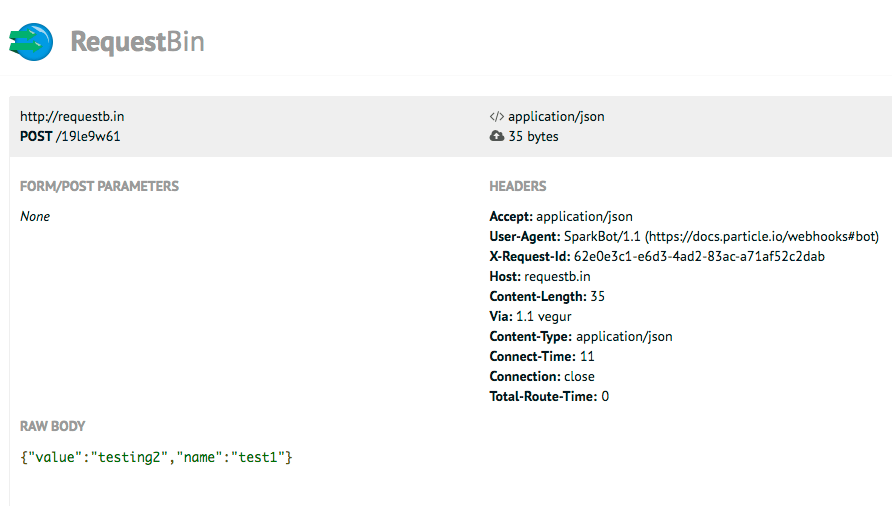 RequestBin
http://requestb.in
POST /19le9w61
</> application/json
35 bytes
FORM/POST PARAMETERS
None
HEADERS
Accept: application/json
User-Agent: SparkBot/1.1 (https://docs.particle.io/webhooks#bot)
X-Request-Id: 62e0e3c1-e6d3-4ad2-83ac-a71af52c2dab
Host: requestb.in
Content-Length: 35
Via: 1.1 vegur
Content-Type: application/json
Connect-Time: 11
Connection: close
Total-Route-Time: 0
RAW BODY
{"value":"testing2","name":"test1"}